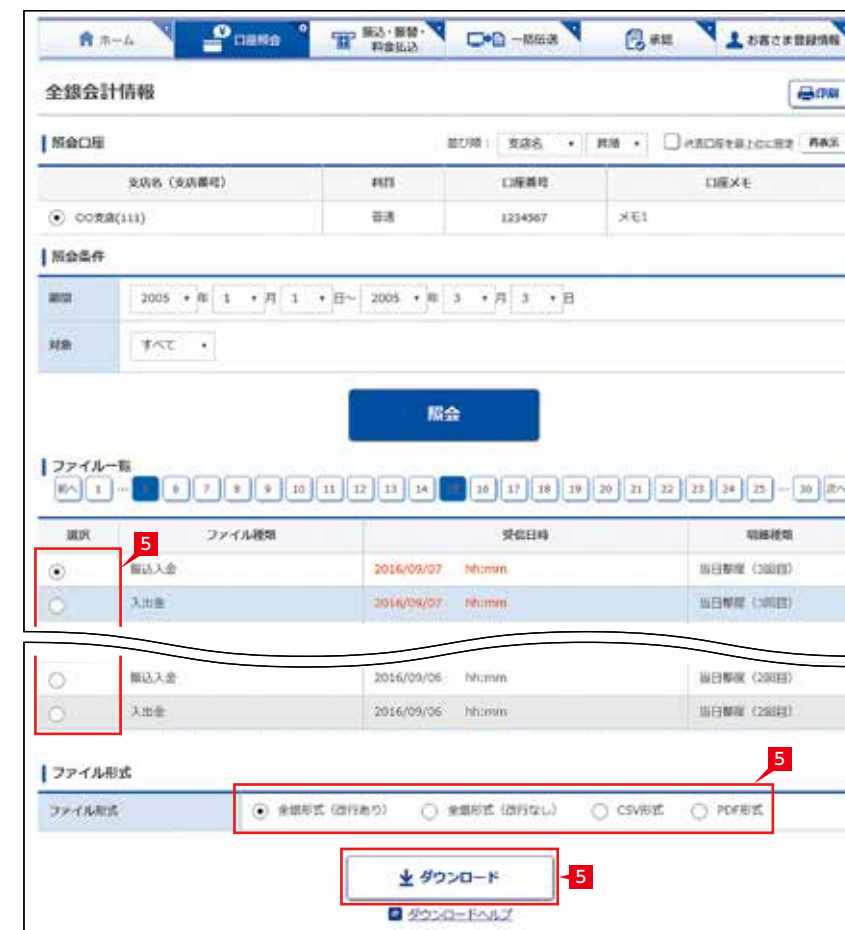 ホーム 口座照会 振込・振替・ 一括伝送 承認 お客さま登録情報
料金払込
全銀会計情報 印刷
照会口座 並び順： 支店名 昇順 代表口座を最上位に固定 再表示
支店名（支店番号） 科目 口座番号 口座メモ
〇〇支店(111) 普通 1234567 メモ1
照会条件
期間 2005 年 1 月 1 日～ 2005 年 3 月 3 日
対象 すべて
照会
ファイル一覧
前へ 1 … 5 6 7 8 9 10 11 12 13 14 15 16 17 18 19 20 21 22 23 24 25 … 30 次へ
選択 5 ファイル種類 受信日時 明細種類
振込入金 2016/09/07 hh:mm 当日都度（3回目）
入出金 2016/09/07 hh:mm 当日都度（3回目）
振込入金 2016/09/06 hh:mm 当日都度（2回目）
入出金 2016/09/06 hh:mm 当日都度（2回目）
ファイル形式 5
ファイル形式 全銀形式（改行あり） 全銀形式（改行なし） CSV形式 PDF形式
ダウンロード 5
ダウンロードヘルプ